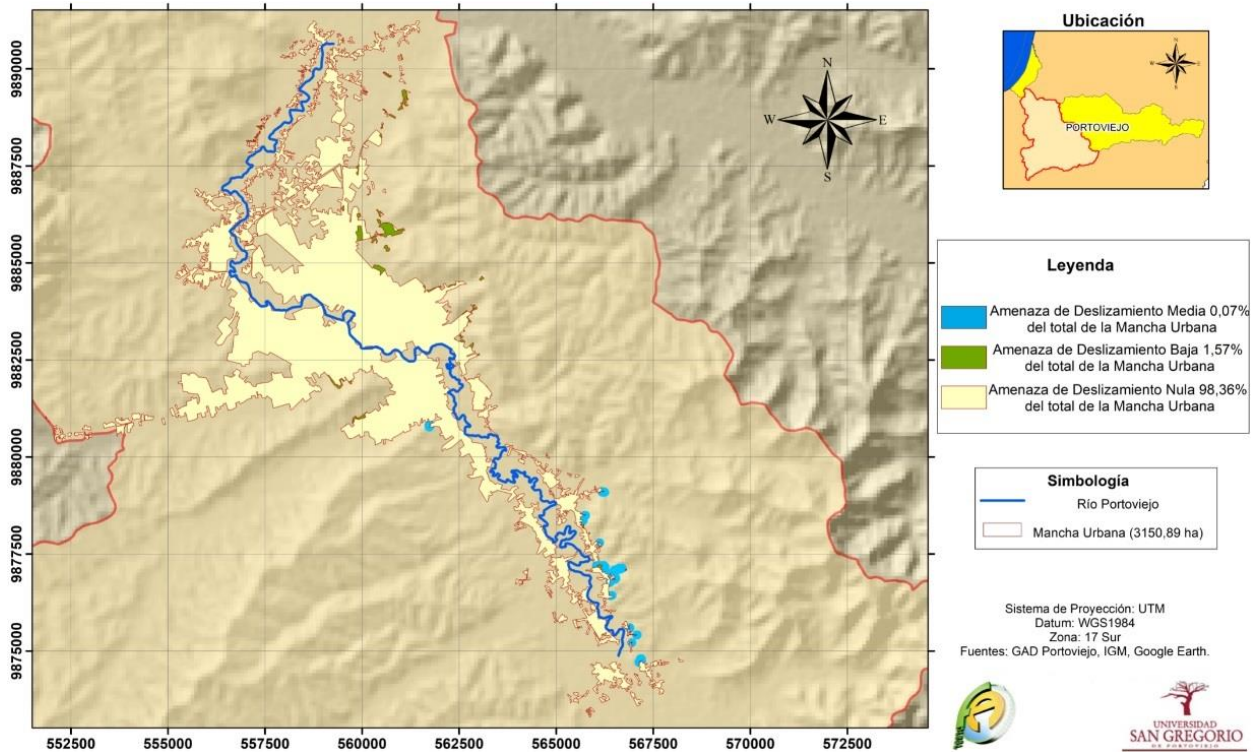 9890000
9887500
9885000
9882500
9880000
9877500
9875000
552500 555000 557500 560000 562500 565000 567500 570000 572500
N
W E
S
Ubicación
PORTOVIEJO
Leyenda
Amenaza de Deslizamiento Media 0,07%
del total de la Mancha Urbana
Amenaza de Deslizamiento Baja 1,57%
del total de la Mancha Urbana
Amenaza de Deslizamiento Nula 98,36%
del total de la Mancha Urbana
Simbología
Río Portoviejo
Mancha Urbana (3150,89 ha)
Sistema de Proyección: UTM
Datum: WGS1984
Zona: 17 Sur
Fuentes: GAD Portoviejo, IGM, Google Earth.
UNIVERSIDAD
SAN GREGORIO
DE PORTOVIEJO